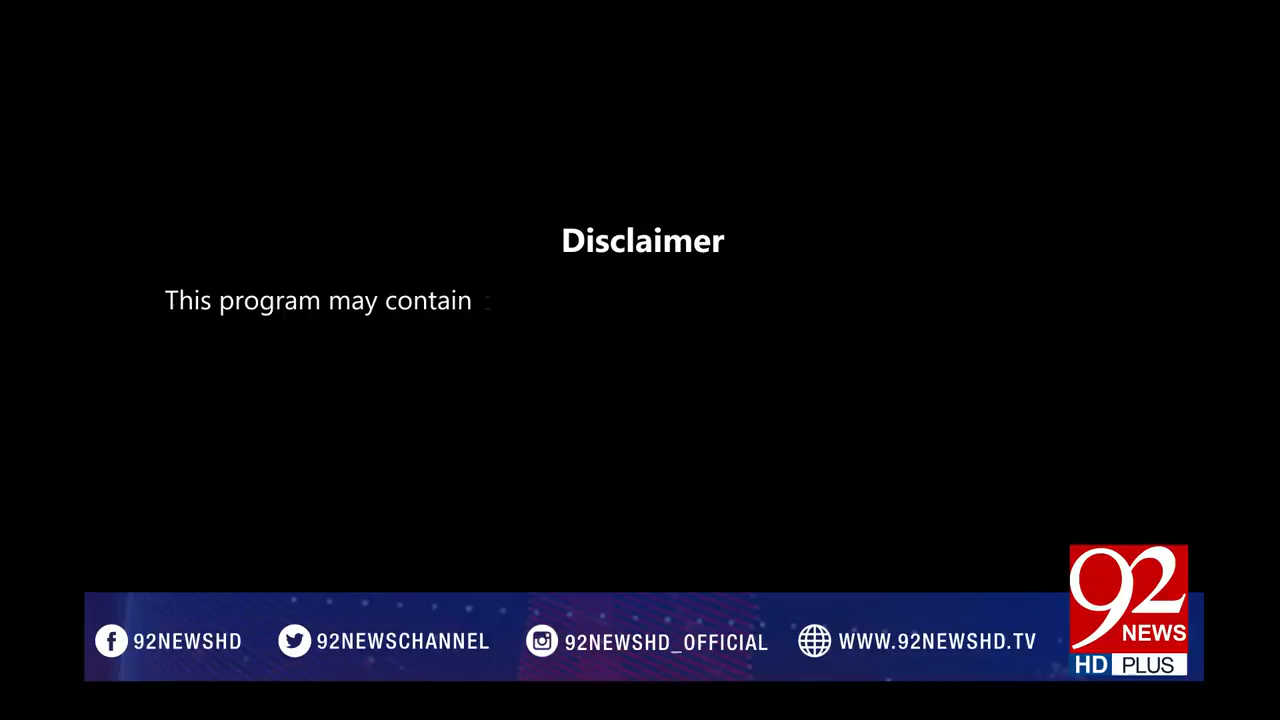 Disclaimer
This program may contain
92NEWSHD
92NEWSCHANNEL
92NEWSHD_OFFICIAL
WWW.92NEWSHD.TV
92
NEWS
HD PLUS